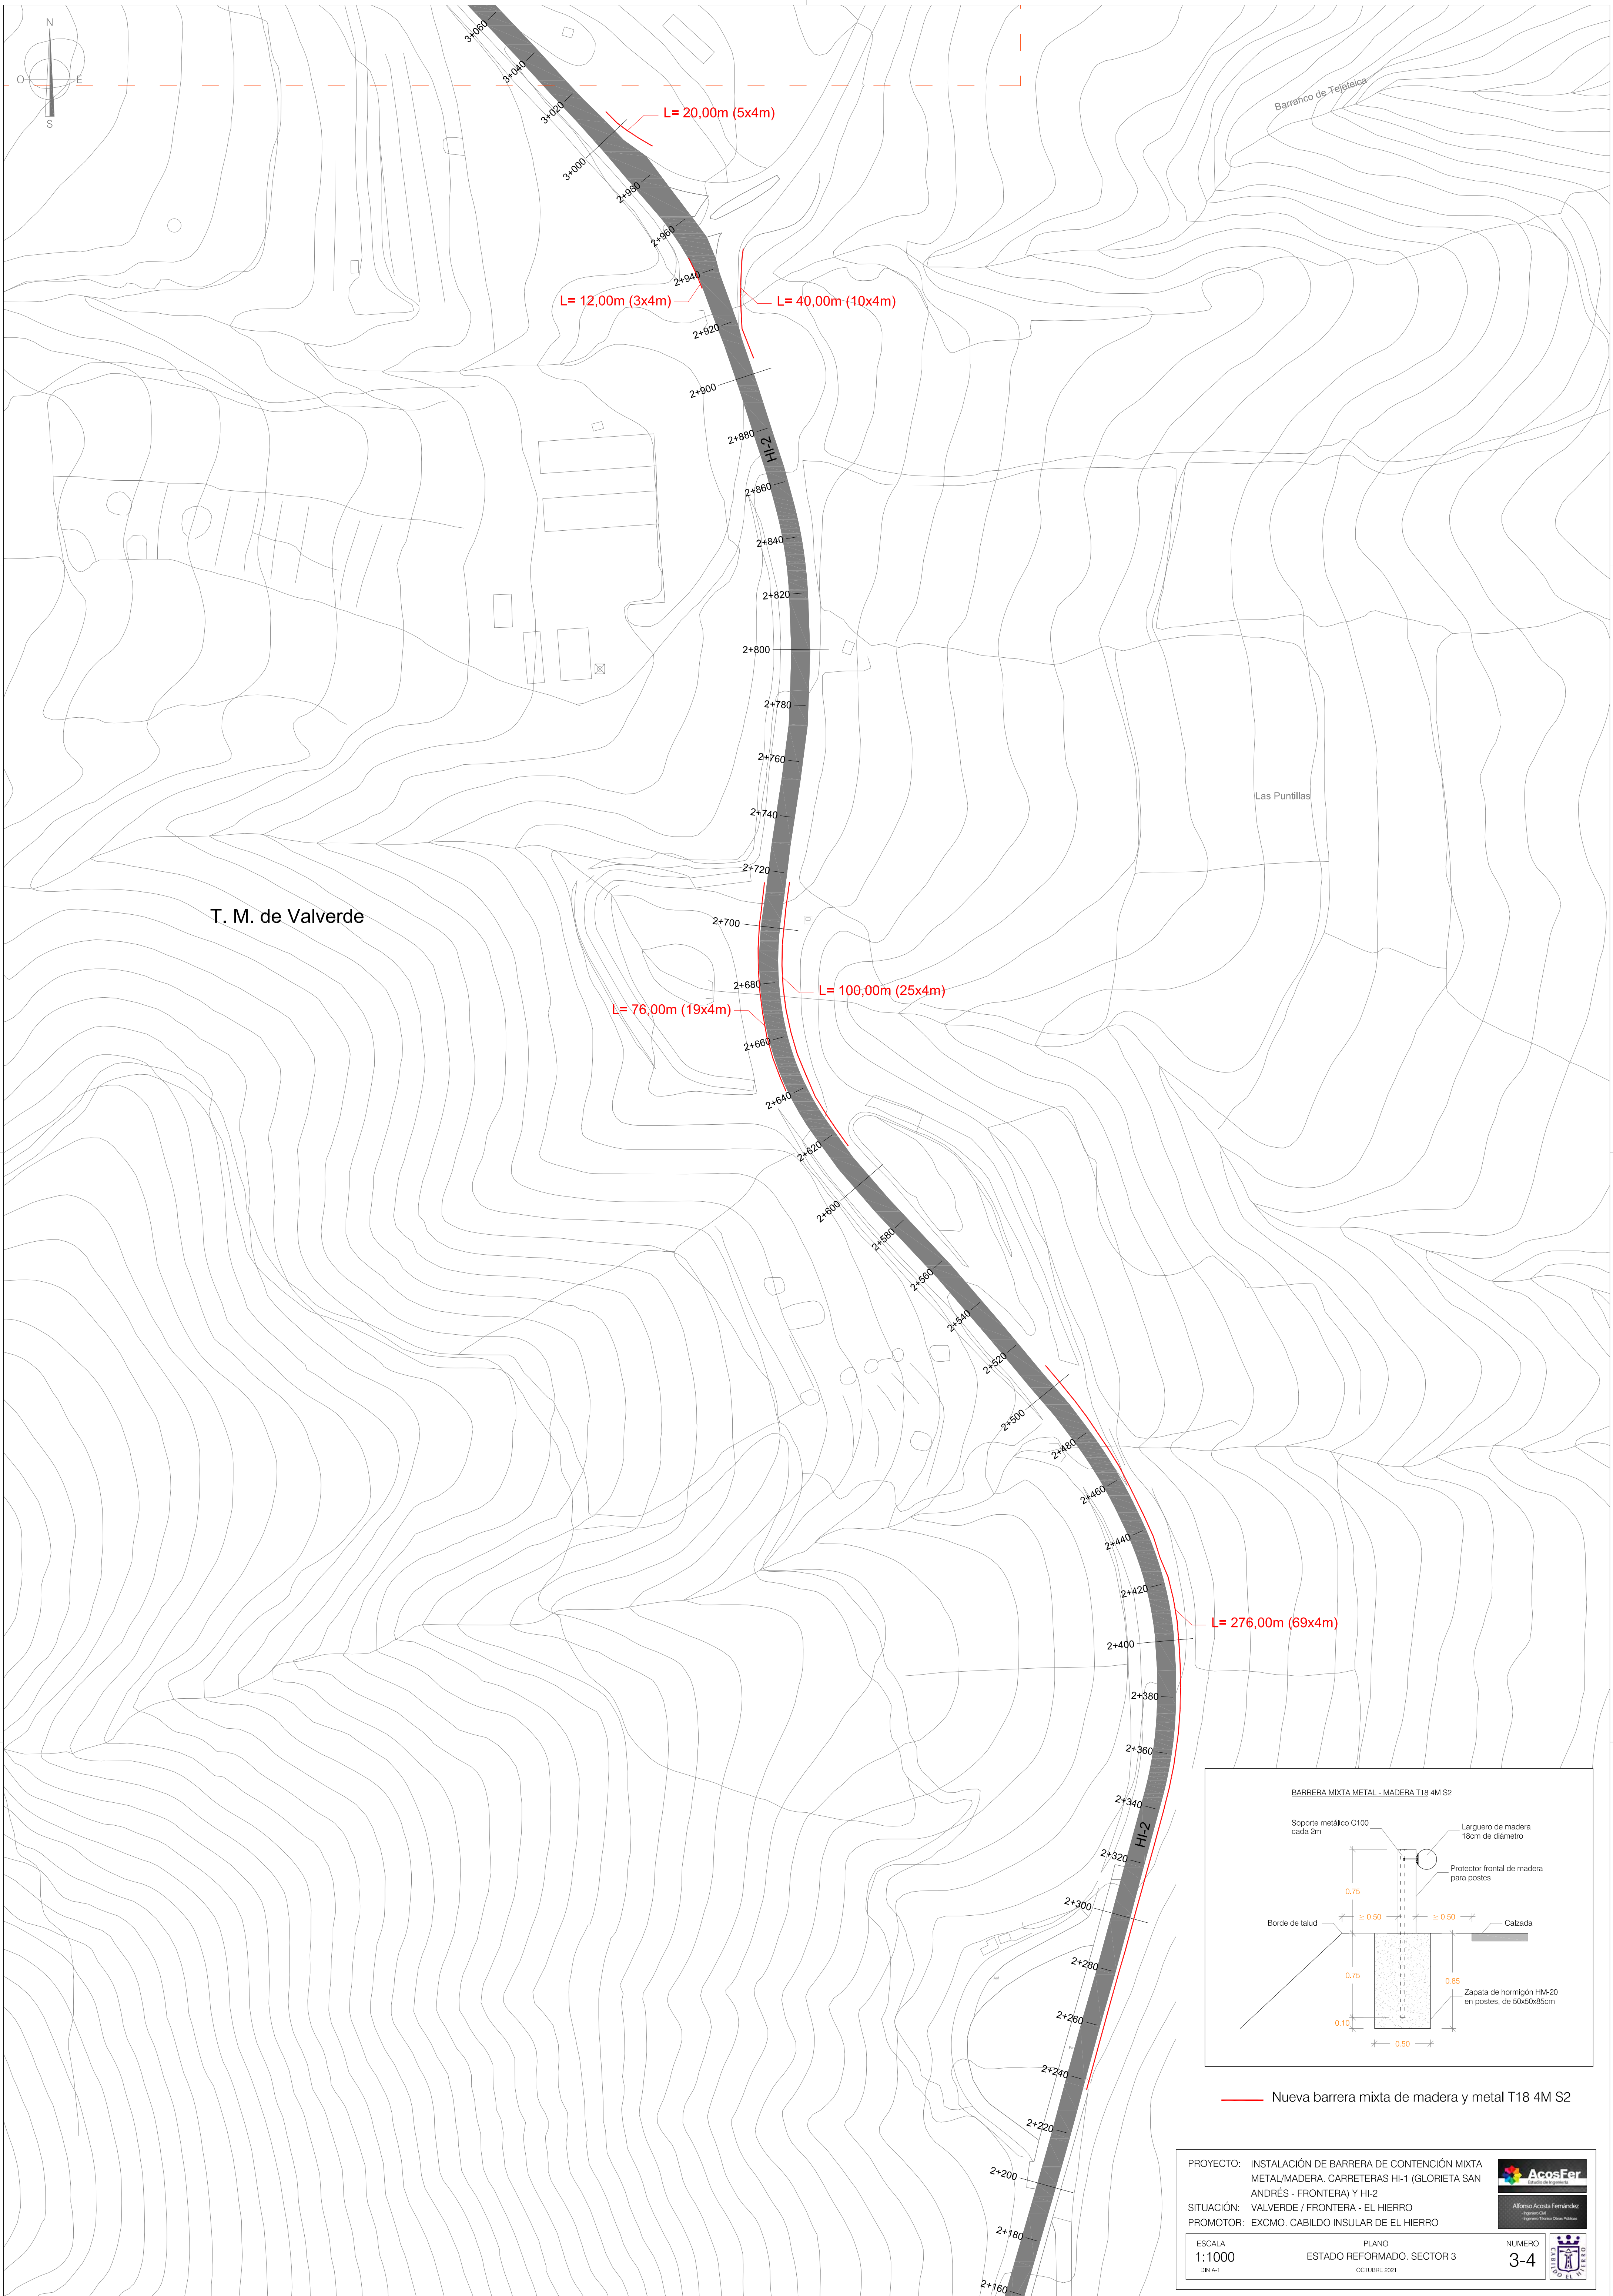 N
O
E
S
3+060
3+040
3+020
3+000
L= 20,00m (5x4m)
Barranco de Tejeleica
2+980
2+960
2+940
L= 12,00m (3x4m)
L= 40,00m (10x4m)
2+920
2+900
2+880
HI-2
2+860
2+840
2+820
2+800
2+780
2+760
Las Puntillas
2+740
2+720
T. M. de Valverde
2+700
2+680
L= 100,00m (25x4m)
L= 76,00m (19x4m)
2+660
2+640
2+620
2+600
2+580
2+560
2+540
2+520
2+500
2+480
2+460
2+440
2+420
L= 276,00m (69x4m)
2+400
2+380
2+360
2+340
HI-2
2+320
2+300
2+280
2+260
2+240
2+220
2+200
2+180
2+160
BARRERA MIXTA METAL - MADERA T18 4M S2
Soporte metálico C100
cada 2m
Larguero de madera
18cm de diámetro
Protector frontal de madera
para postes
0.75
≥ 0.50
≥ 0.50
Borde de talud
Calzada
0.75
0.85
Zapata de hormigón HM-20
en postes, de 50x50x85cm
0.10
0.50
Nueva barrera mixta de madera y metal T18 4M S2
PROYECTO: INSTALACIÓN DE BARRERA DE CONTENCIÓN MIXTA
METAL/MADERA. CARRETERAS HI-1 (GLORIETA SAN
ANDRÉS - FRONTERA) Y HI-2
SITUACIÓN: VALVERDE / FRONTERA - EL HIERRO
PROMOTOR: EXCMO. CABILDO INSULAR DE EL HIERRO
AcosFer
Estudio de Ingeniería
Alfonso Acosta Fernández
- Ingeniero Civil
- Ingeniero Técnico Obras Públicas
ESCALA
1:1000
DIN A-1
PLANO
ESTADO REFORMADO. SECTOR 3
OCTUBRE 2021
NUMERO
3-4